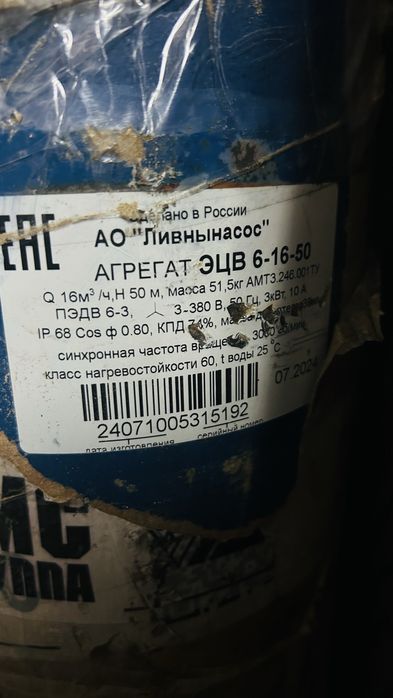 EAC
Сделано в России
АО "Ливнынасос"
АГРЕГАТ ЭЦВ 6-16-50
Q 16м³/ч,Н 50 м, масса 51,5кг АМТ3.246.001ТУ
ПЭДВ 6-3, 3~380 В, 50 Гц, 3кВт, 10 А
IP 68 Cos ф 0.80, КПД
синхронная частота 3000
класс нагревостойкости 60, t воды 25 °С
07.2024
24071005315192
дата изготовления серийный номер